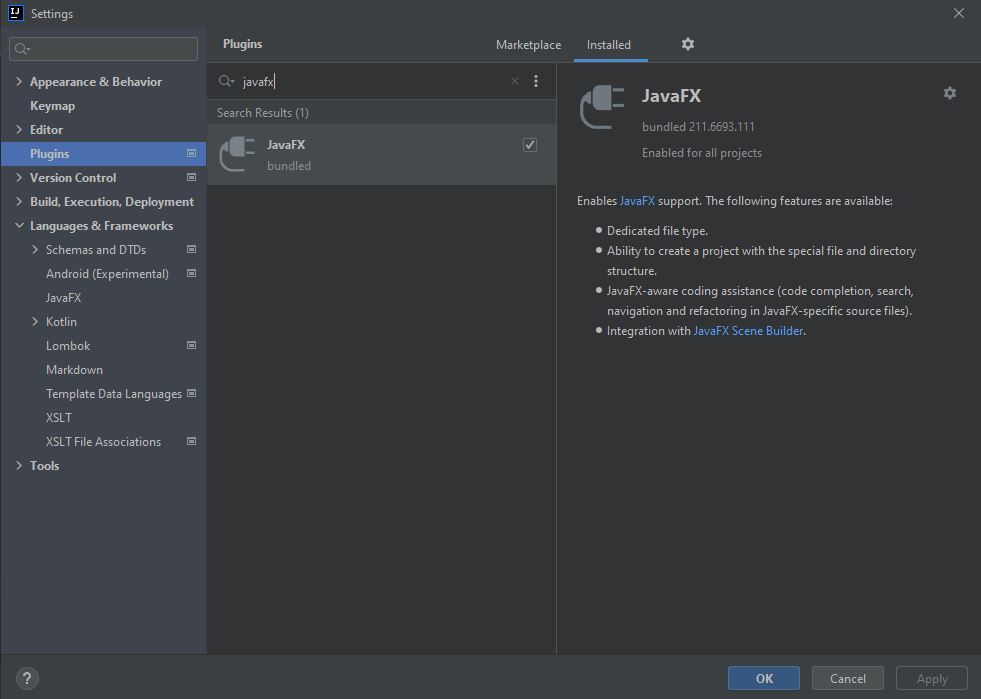 IJ
Settings
Appearance & Behavior
Keymap
Editor
Plugins
Version Control
Build, Execution, Deployment
Languages & Frameworks
Schemas and DTDs
Android (Experimental)
JavaFX
Kotlin
Lombok
Markdown
Template Data Languages
XSLT
XSLT File Associations
Tools
Plugins
Marketplace
Installed
javafx
Search Results (1)
JavaFX
bundled
JavaFX
bundled 211.6693.111
Enabled for all projects
Enables JavaFX support. The following features are available:
• Dedicated file type.
• Ability to create a project with the special file and directory
structure.
• JavaFX-aware coding assistance (code completion, search,
navigation and refactoring in JavaFX-specific source files).
• Integration with JavaFX Scene Builder.
?
OK
Cancel
Apply